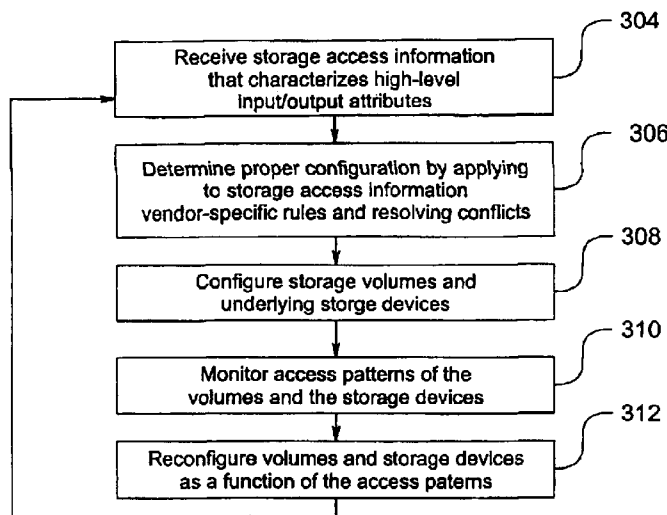 304
Receive storage access information
that characterizes high-level
input/output attributes
306
Determine proper configuration by applying
to storage access information
vendor-specific rules and resolving conflicts
308
Configure storage volumes and
underlying storge devices
310
Monitor access patterns of the
volumes and the storage devices
312
Reconfigure volumes and storage devices
as a function of the access paterns